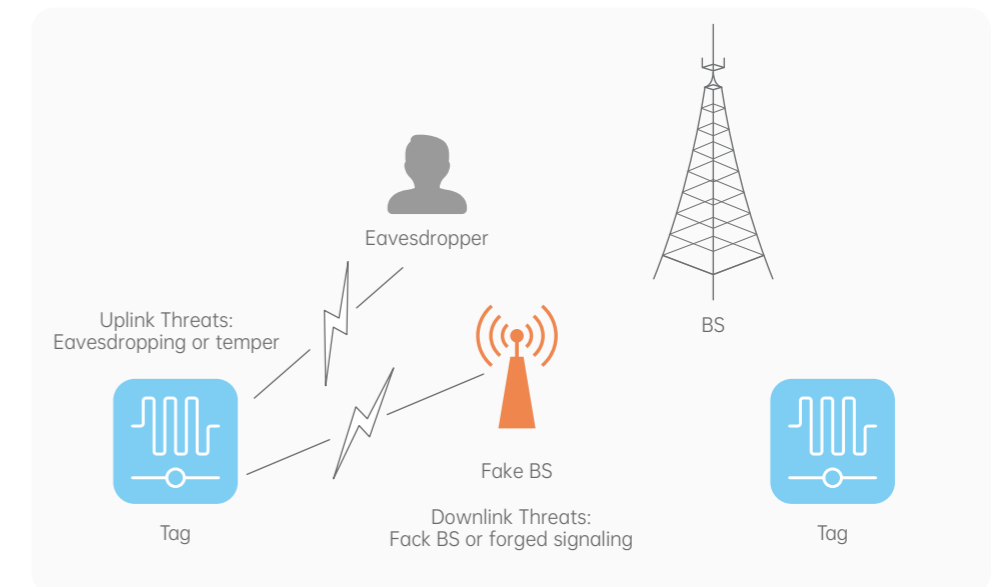 Eavesdropper
BS
Uplink Threats:
Eavesdropping or temper
Fake BS
Tag
Downlink Threats:
Fack BS or forged signaling
Tag